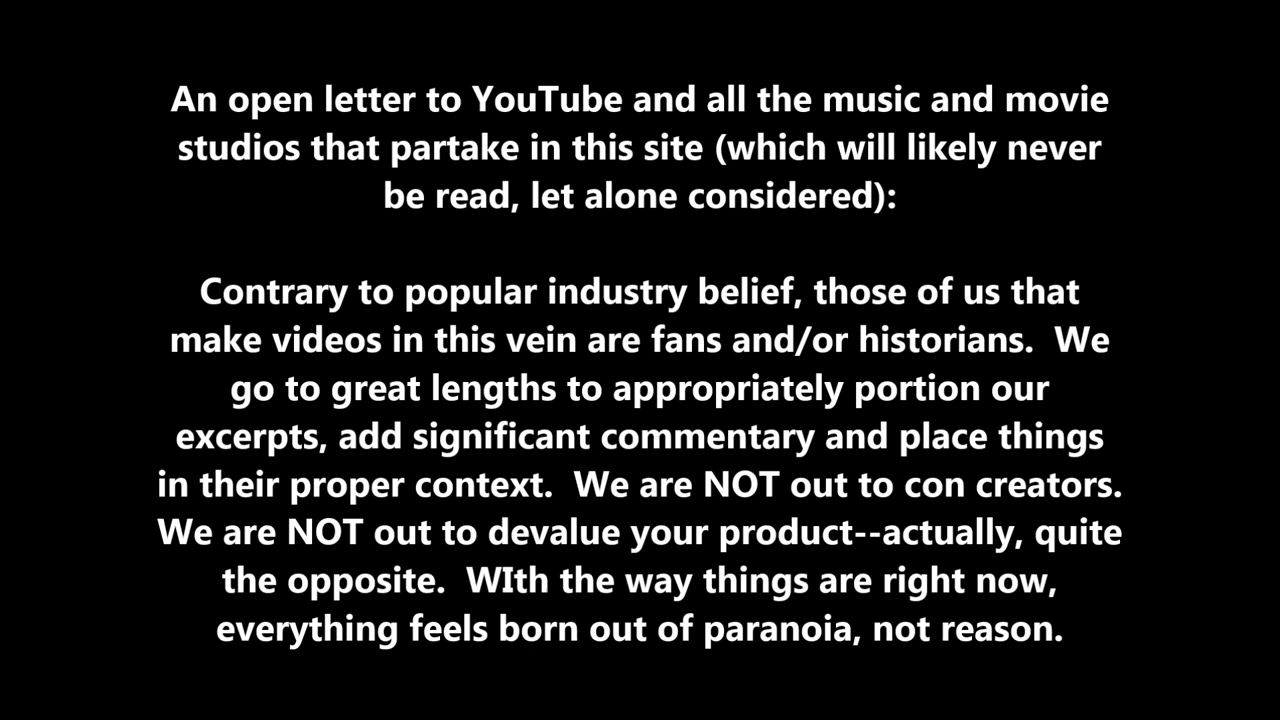 An open letter to YouTube and all the music and movie
studios that partake in this site (which will likely never
be read, let alone considered):
Contrary to popular industry belief, those of us that
make videos in this vein are fans and/or historians.  We
go to great lengths to appropriately portion our
excerpts, add significant commentary and place things
in their proper context.  We are NOT out to con creators.
We are NOT out to devalue your product--actually, quite
the opposite.  WIth the way things are right now,
everything feels born out of paranoia, not reason.